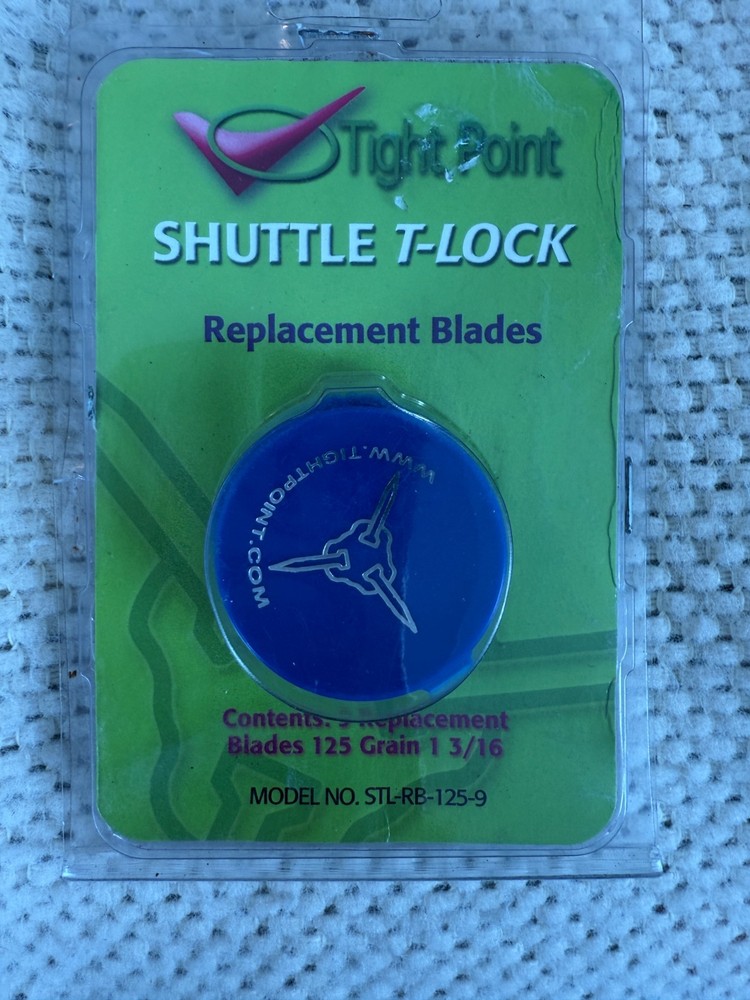 Tight Point
SHUTTLE T-LOCK
Replacement Blades
WWW.TIGHTPOINT.COM
Contents: Replacement
Blades 125 Grain 1 3/16
MODEL NO. STL-RB-125-9